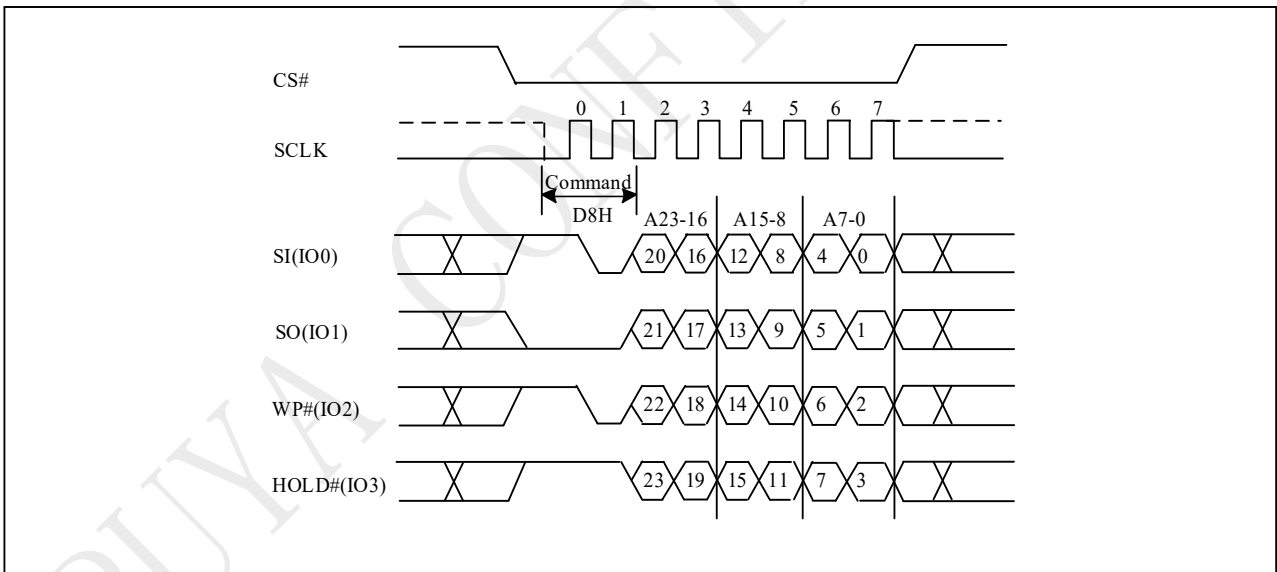 PUYA CONF
CS#
0 1 2 3 4 5 6 7
SCLK
Command
D8H A23-16 A15-8 A7-0
SI(IO0) 20 16 12 8 4 0
SO(IO1) 21 17 13 9 5 1
WP#(IO2) 22 18 14 10 6 2
HOLD#(IO3) 23 19 15 11 7 3